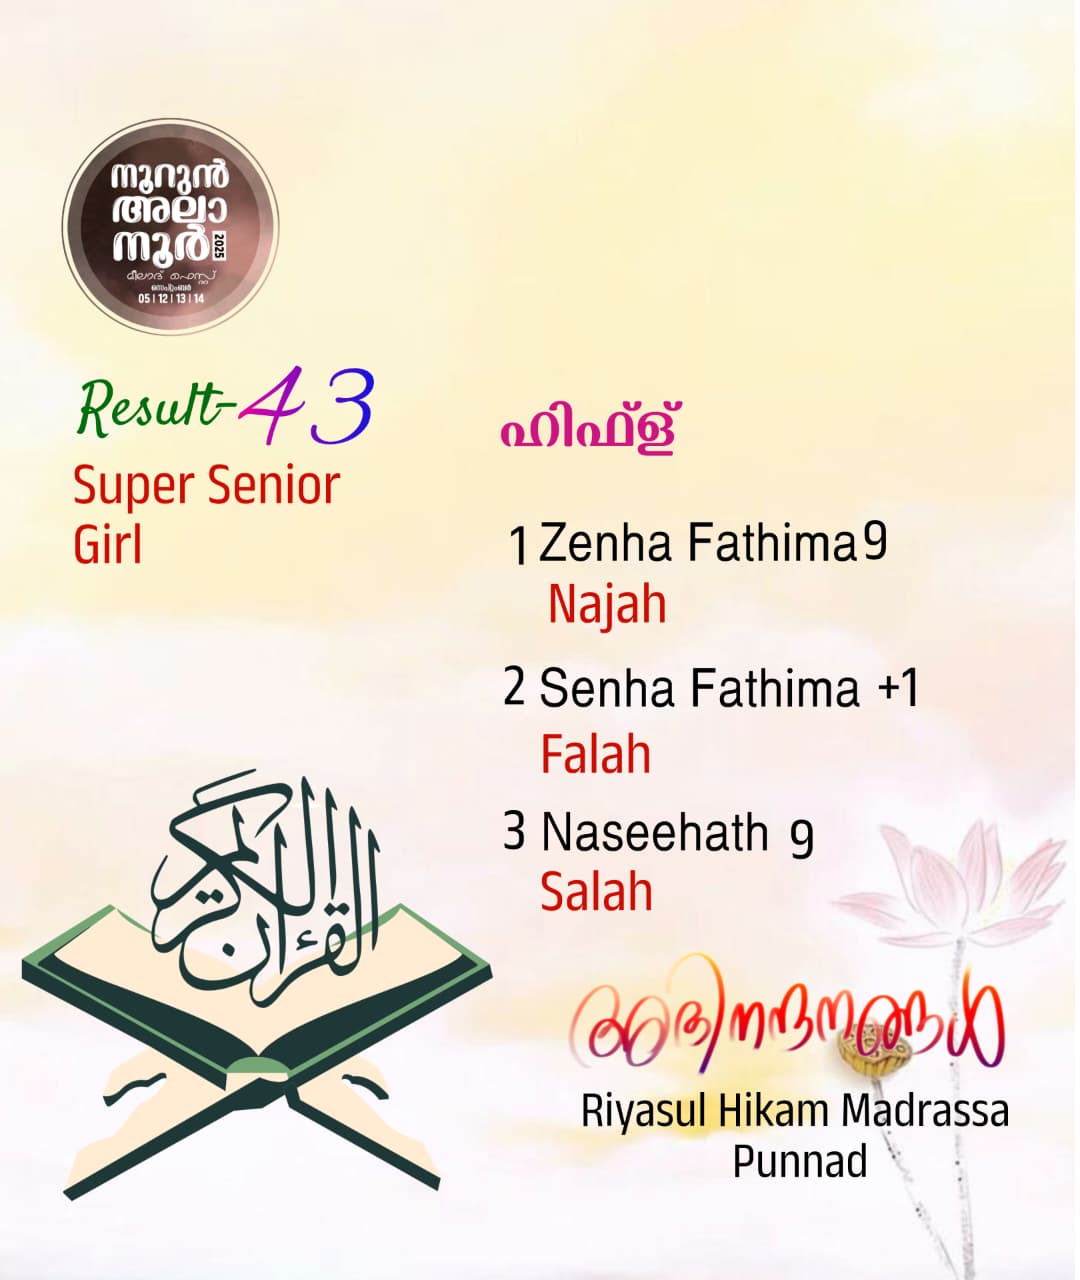 നൂറുൻ
അലാ
നൂർ 2025
മീലാദ് ഫെസ്റ്റ്
സെപ്റ്റംബർ
05 | 12 | 13 | 14
Result-43
Super Senior
Girl
ഹിഫ്ള്
1 Zenha Fathima 9
Najah
2 Senha Fathima +1
Falah
3 Naseehath 9
Salah
القرآن الكريم
അഭിനന്ദനങ്ങൾ
Riyasul Hikam Madrassa
Punnad